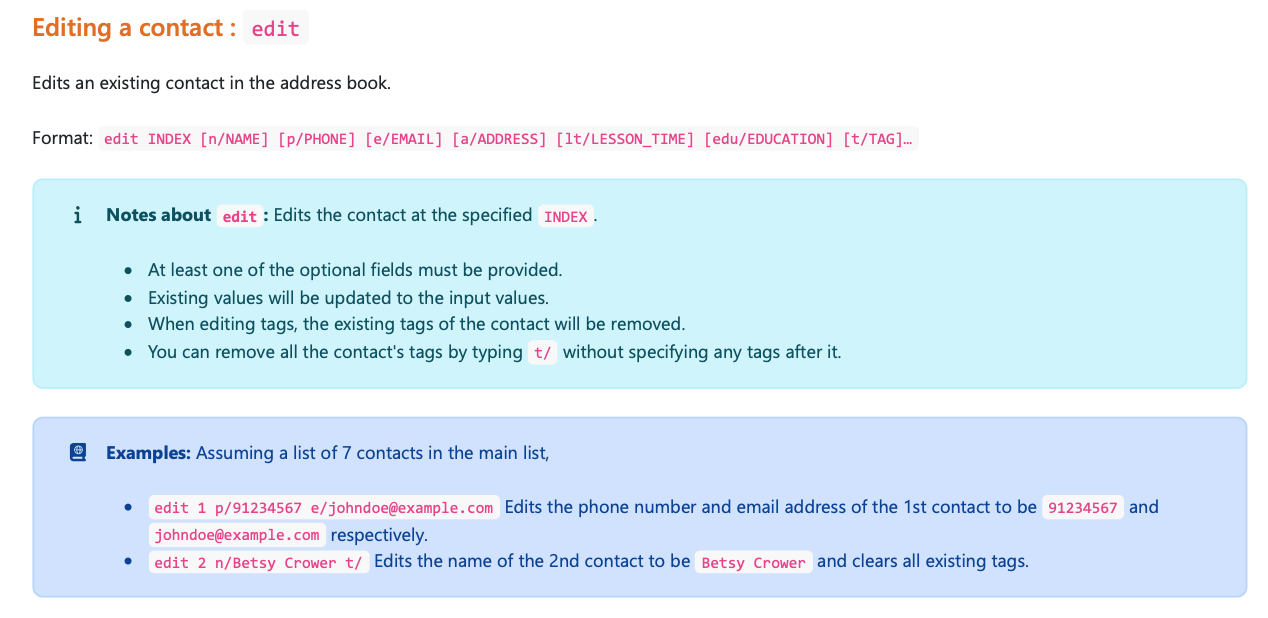 Editing a contact : edit
Edits an existing contact in the address book.
Format: edit INDEX [n/NAME] [p/PHONE] [e/EMAIL] [a/ADDRESS] [lt/LESSON_TIME] [edu/EDUCATION] [t/TAG]…
Notes about edit : Edits the contact at the specified INDEX .
• At least one of the optional fields must be provided.
• Existing values will be updated to the input values.
• When editing tags, the existing tags of the contact will be removed.
• You can remove all the contact's tags by typing t/ without specifying any tags after it.
Examples: Assuming a list of 7 contacts in the main list,
• edit 1 p/91234567 e/johndoe@example.com Edits the phone number and email address of the 1st contact to be 91234567 and
johndoe@example.com respectively.
• edit 2 n/Betsy Crower t/ Edits the name of the 2nd contact to be Betsy Crower and clears all existing tags.